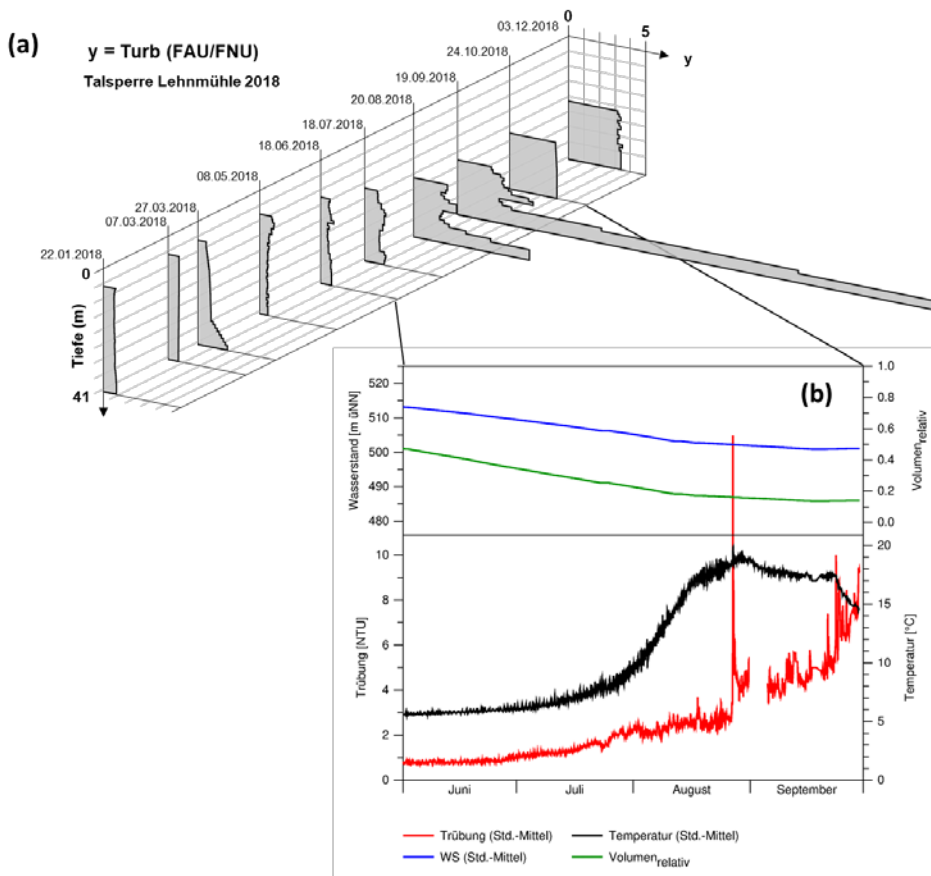 (a)
y = Turb (FAU/FNU)
Talsperre Lehnmühle 2018
0
5
y
03.12.2018
24.10.2018
19.09.2018
20.08.2018
18.07.2018
18.06.2018
08.05.2018
27.03.2018
07.03.2018
22.01.2018
0
Tiefe (m)
41
(b)
Wasserstand [m üNN]
520
510
500
490
480
1.0
0.8
0.6
0.4
0.2
0.0
Volumen relativ
Trübung [NTU]
10
8
6
4
2
0
20
15
10
5
0
Temperatur [°C]
Juni Juli August September
Trübung (Std.-Mittel) Temperatur (Std.-Mittel)
WS (Std.-Mittel) Volumen relativ